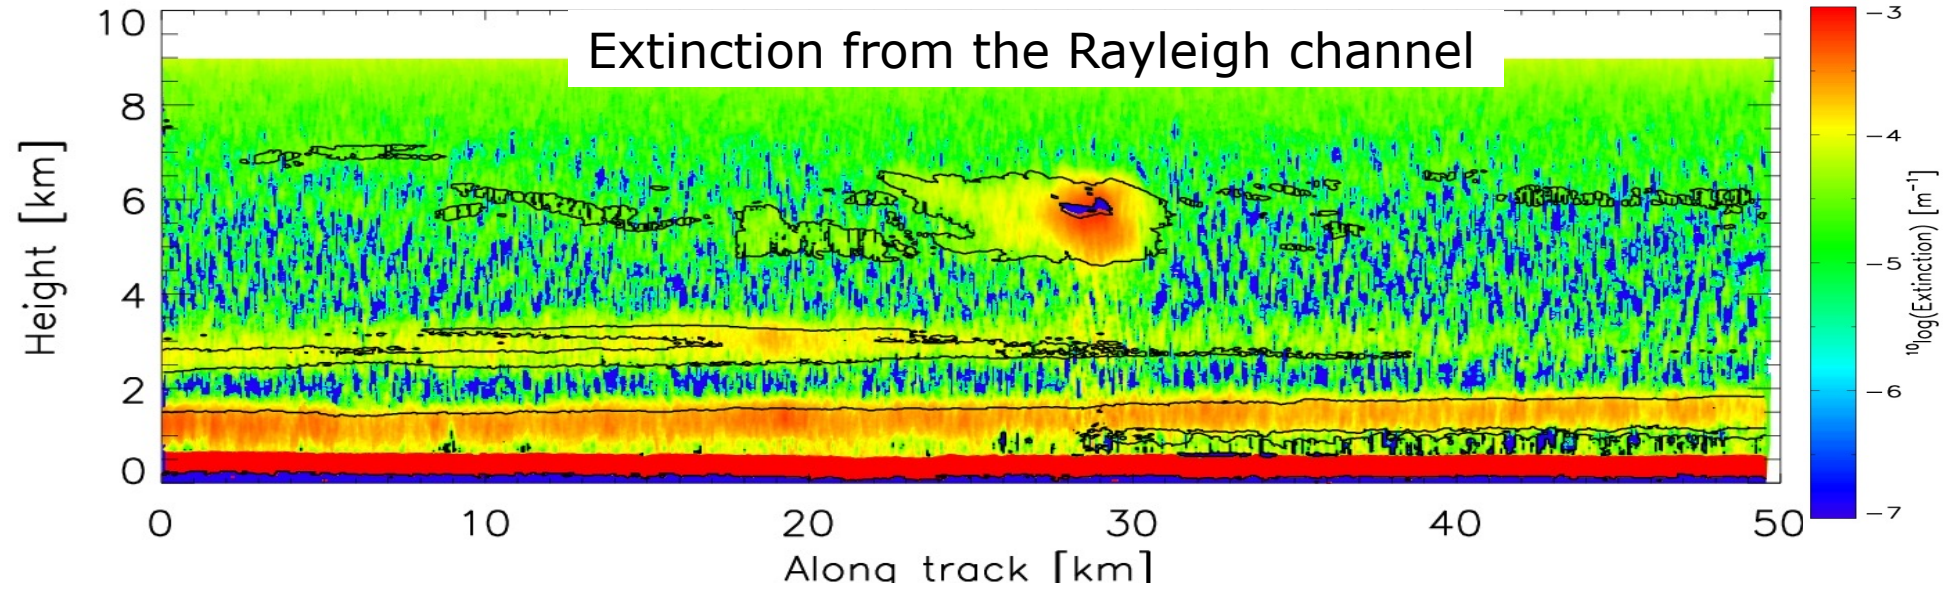 Extinction from the Rayleigh channel
10
8
6
4
2
0
Height [km]
0 10 20 30 40 50
Along track [km]
−3
−4
−5
−6
−7
¹⁰log(Extinction) [m⁻¹]